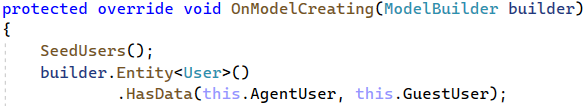 protected override void OnModelCreating(ModelBuilder builder)
{
    SeedUsers();
    builder.Entity<User>()
            .HasData(this.AgentUser, this.GuestUser);